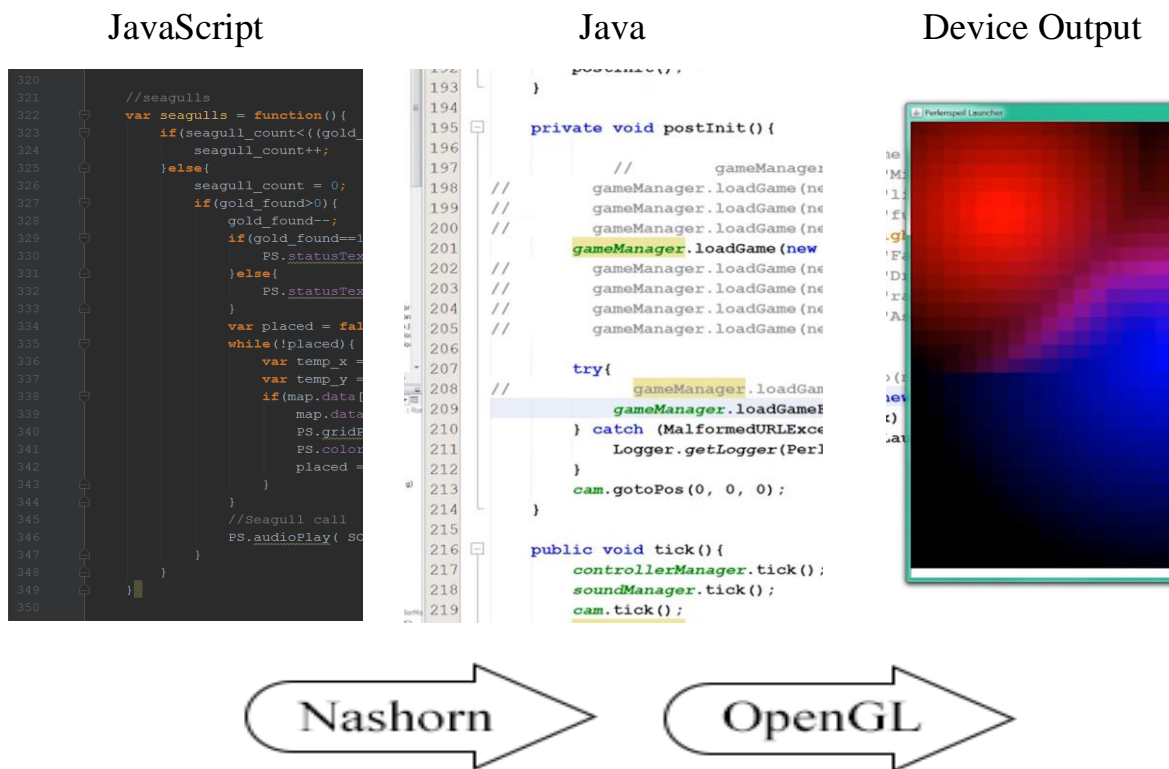 JavaScript Java Device Output
320
321 //seagulls
322 var seagulls = function(){
323 if(seagull_count<((gold_
324 seagull_count++;
325 }else{
326 seagull_count = 0;
327 if(gold_found>0){
328 gold_found--;
329 if(gold_found==1
330 PS.statusTex
331 }else{
332 PS.statusTex
333 }
334 var placed = fal
335 while(!placed){
336 var temp_x =
337 var temp_y =
338 if(map.data[
339 map.data
340 PS.gridP
341 PS.color
342 placed =
343 }
344 }
345 //Seagull call
346 PS.audioPlay( SO
347 }
348 }
349 }
350
192 postInit();
193 }
194
195 private void postInit(){
196
197 // gameManager
198 // gameManager.loadGame(ne
199 // gameManager.loadGame(ne
200 // gameManager.loadGame(ne
201 gameManager.loadGame(new
202 // gameManager.loadGame(ne
203 // gameManager.loadGame(ne
204 // gameManager.loadGame(ne
205 // gameManager.loadGame(ne
206
207 try{
208 // gameManager.loadGam
209 gameManager.loadGame
210 } catch (MalformedURLExce
211 Logger.getLogger(Perl
212 }
213 cam.gotoPos(0, 0, 0);
214 }
215
216 public void tick(){
217 controllerManager.tick();
218 soundManager.tick();
219 cam.tick();
Perlenspeil Launcher
Nashorn OpenGL